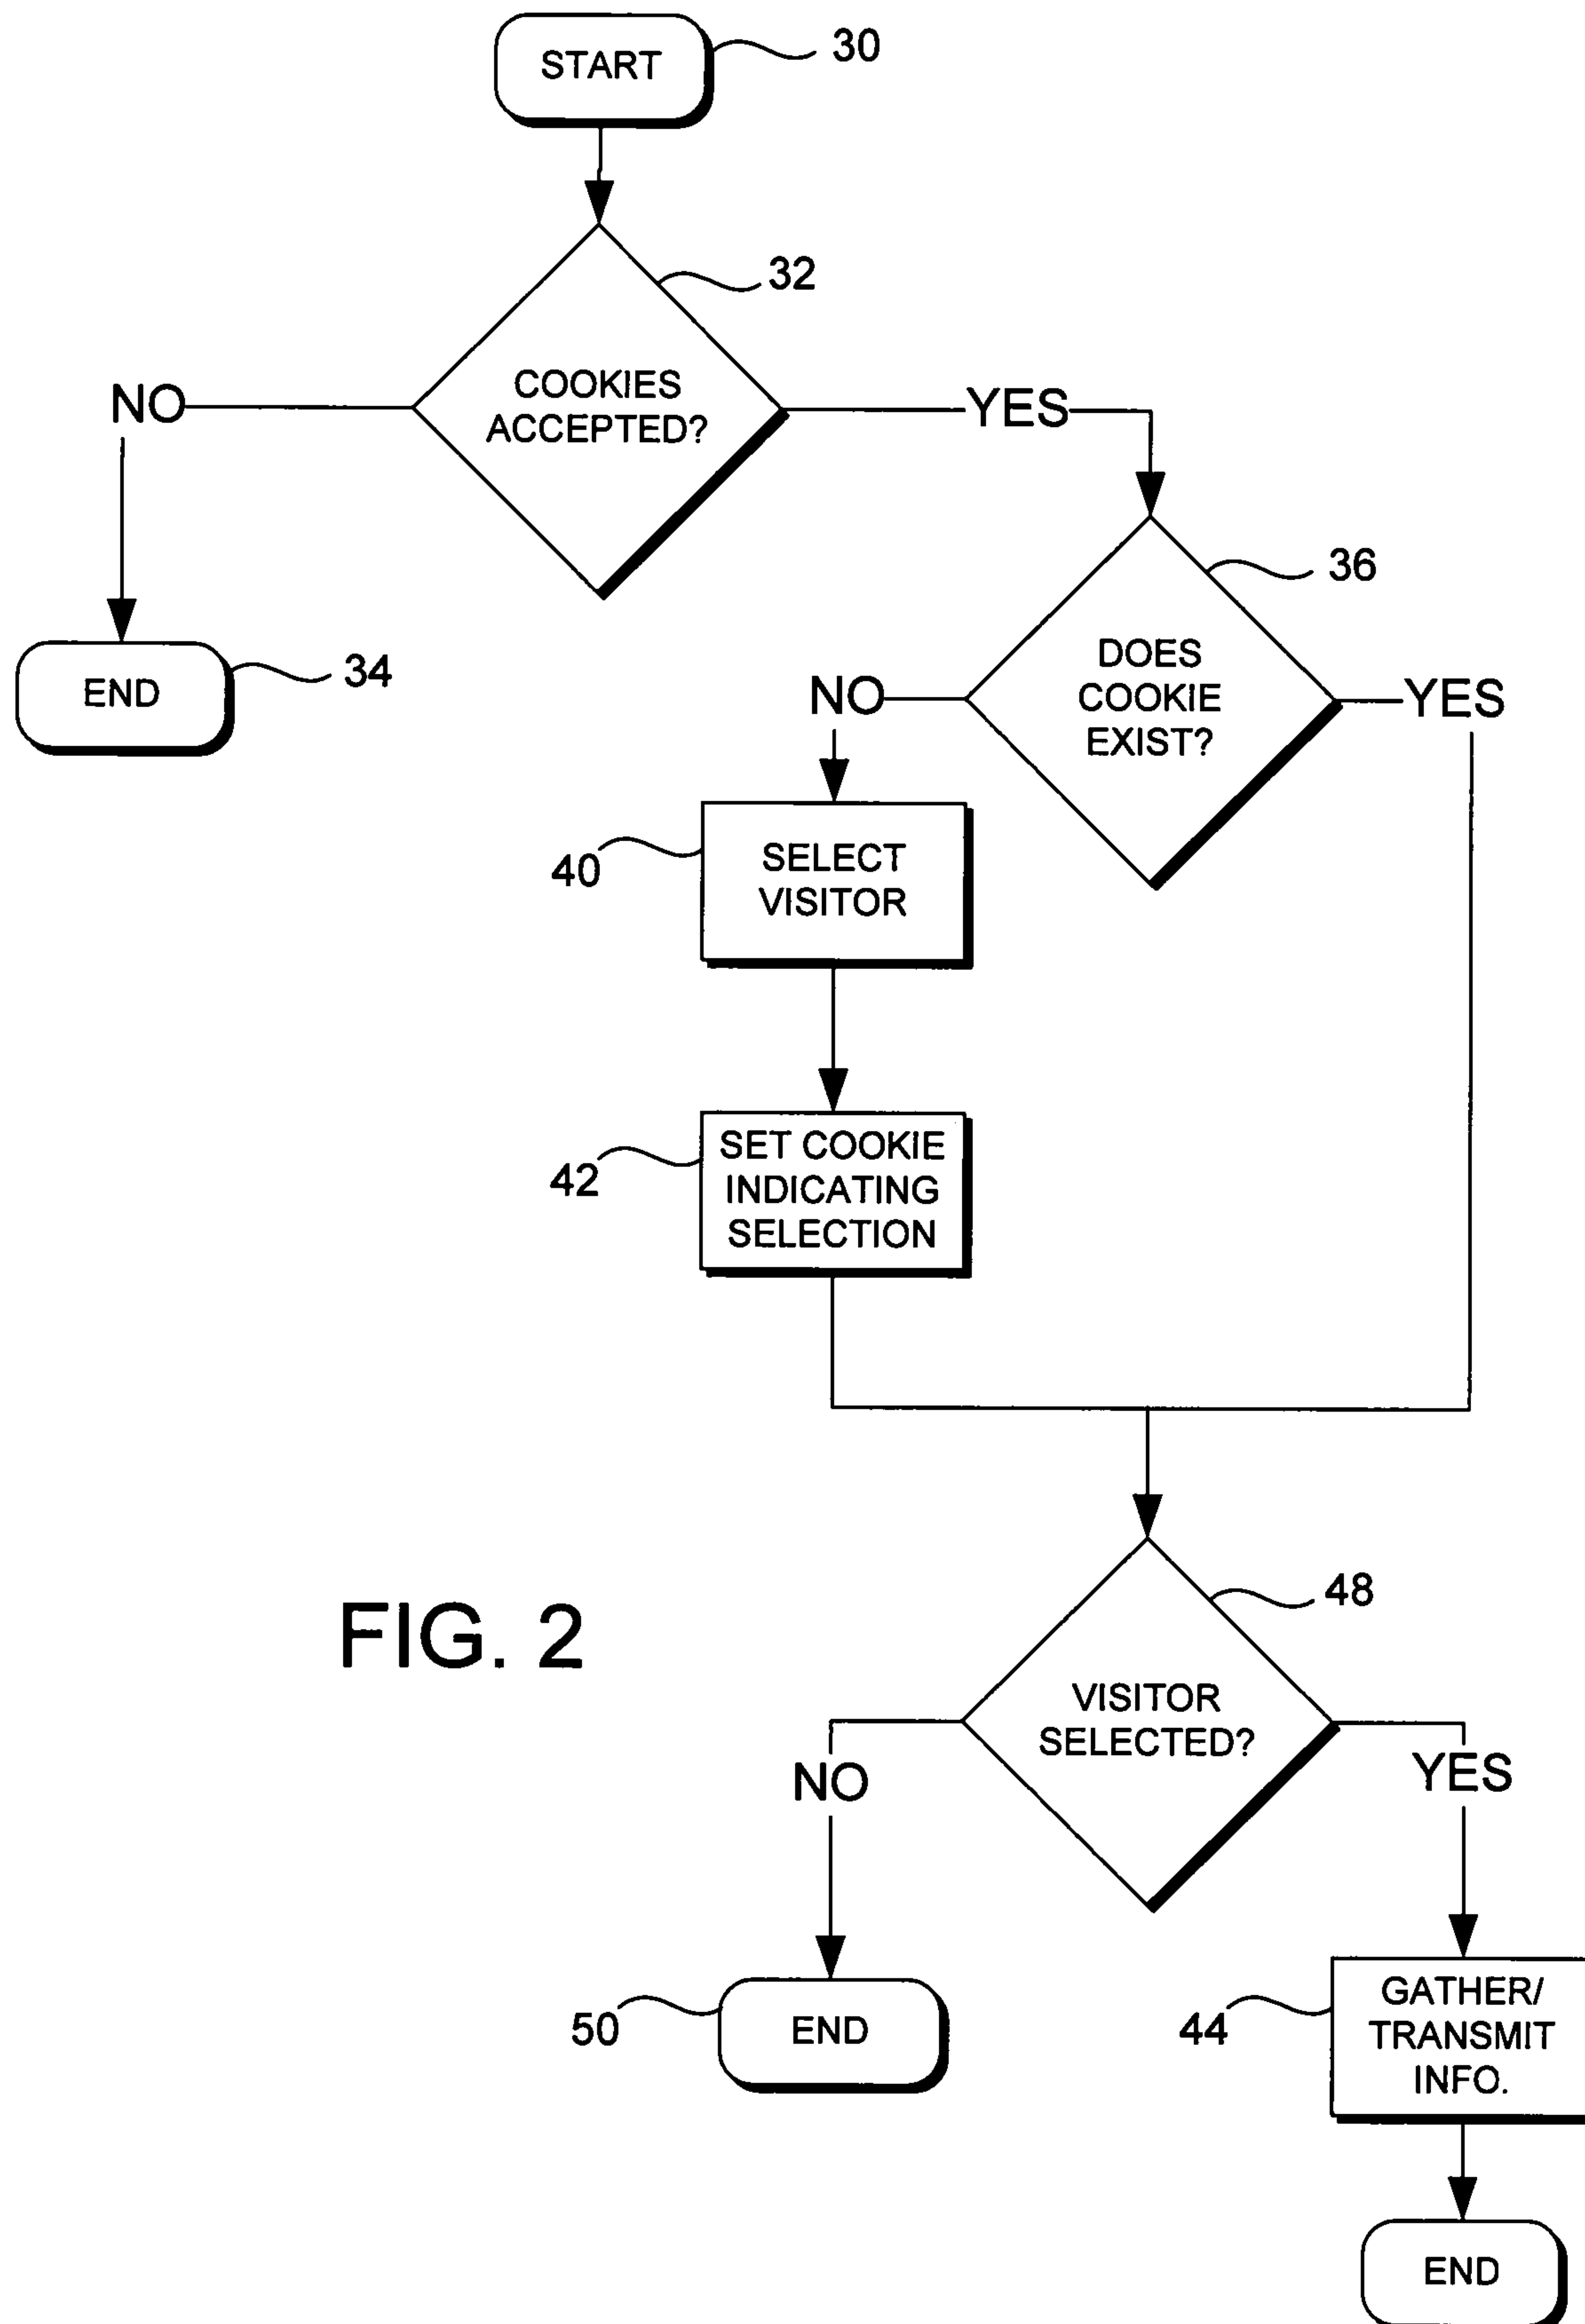 START
30
32
COOKIES
ACCEPTED?
NO
YES
36
DOES
COOKIE
EXIST?
END
34
NO
YES
40
SELECT
VISITOR
42
SET COOKIE
INDICATING
SELECTION
48
FIG. 2
VISITOR
SELECTED?
NO
YES
50
END
44
GATHER/
TRANSMIT
INFO.
END